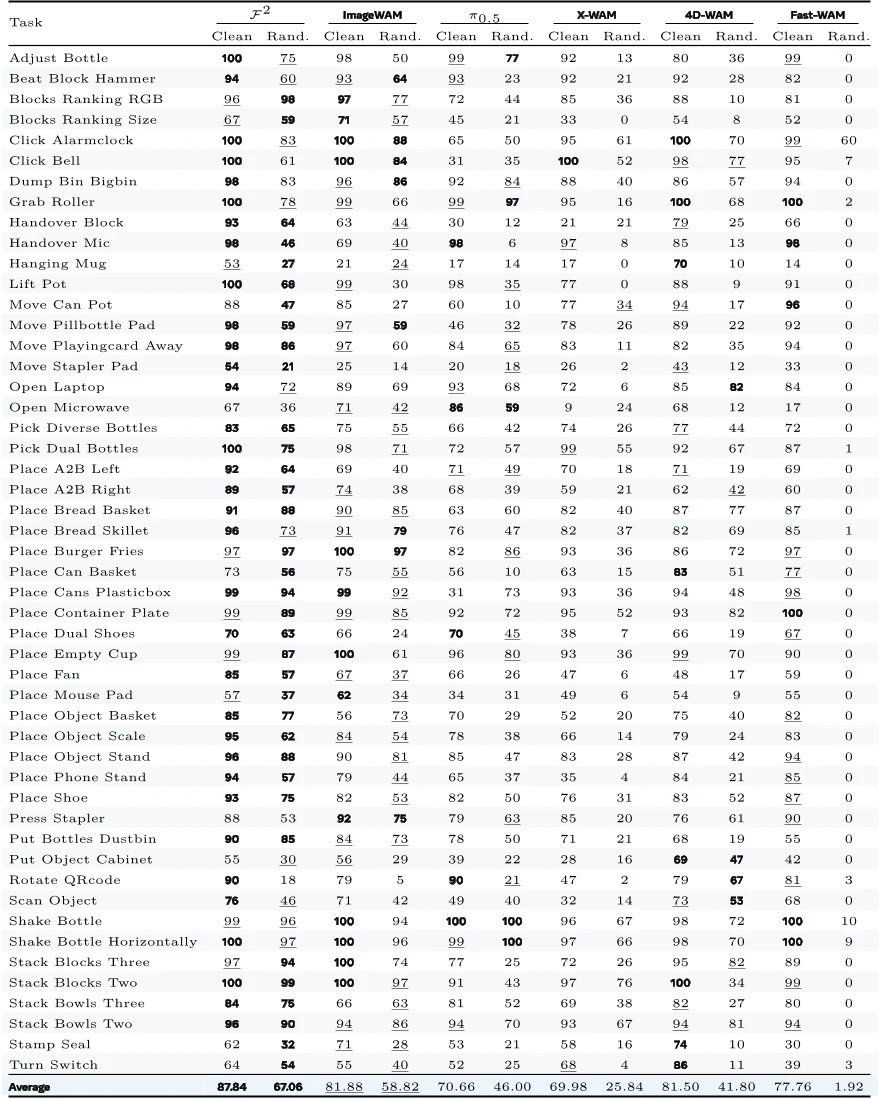 Task F² ImageWAM π0.5 X-WAM 4D-WAM Fast-WAM
Clean Rand. Clean Rand. Clean Rand. Clean Rand. Clean Rand. Clean Rand.
Adjust Bottle 100 75 98 50 99 77 92 13 80 36 99 0
Beat Block Hammer 94 60 93 64 93 23 92 21 92 28 82 0
Blocks Ranking RGB 96 98 97 77 72 44 85 36 88 10 81 0
Blocks Ranking Size 67 59 71 57 45 21 33 0 54 8 52 0
Click Alarmclock 100 83 100 88 65 50 95 61 100 70 99 60
Click Bell 100 61 100 84 31 35 100 52 98 77 95 7
Dump Bin Bigbin 98 83 96 86 92 84 88 40 86 57 94 0
Grab Roller 100 78 99 66 99 97 95 16 100 68 100 2
Handover Block 93 64 63 44 30 12 21 21 79 25 66 0
Handover Mic 98 46 69 40 98 6 97 8 85 13 98 0
Hanging Mug 53 27 21 24 17 14 17 0 70 10 14 0
Lift Pot 100 68 99 30 98 35 77 0 88 9 91 0
Move Can Pot 88 47 85 27 60 10 77 34 94 17 96 0
Move Pillbottle Pad 98 59 97 59 46 32 78 26 89 22 92 0
Move Playingcard Away 98 86 97 60 84 65 83 11 82 35 94 0
Move Stapler Pad 54 21 25 14 20 18 26 2 43 12 33 0
Open Laptop 94 72 89 69 93 68 72 6 85 82 84 0
Open Microwave 67 36 71 42 86 59 9 24 68 12 17 0
Pick Diverse Bottles 83 65 75 55 66 42 74 26 77 44 72 0
Pick Dual Bottles 100 75 98 71 72 57 99 55 92 67 87 1
Place A2B Left 92 64 69 40 71 49 70 18 71 19 69 0
Place A2B Right 89 57 74 38 68 39 59 21 62 42 60 0
Place Bread Basket 91 88 90 85 63 60 82 40 87 77 87 0
Place Bread Skillet 96 73 91 79 76 47 82 37 82 69 85 1
Place Burger Fries 97 97 100 97 82 86 93 36 86 72 97 0
Place Can Basket 73 56 75 55 56 10 63 15 83 51 77 0
Place Cans Plasticbox 99 94 99 92 31 73 93 36 94 48 98 0
Place Container Plate 99 89 99 85 92 72 95 52 93 82 100 0
Place Dual Shoes 70 63 66 24 70 45 38 7 66 19 67 0
Place Empty Cup 99 87 100 61 96 80 93 36 99 70 90 0
Place Fan 85 57 67 37 66 26 47 6 48 17 59 0
Place Mouse Pad 57 37 62 34 34 31 49 6 54 9 55 0
Place Object Basket 85 77 56 73 70 29 52 20 75 40 82 0
Place Object Scale 95 62 84 54 78 38 66 14 79 24 83 0
Place Object Stand 96 88 90 81 85 47 83 28 87 42 94 0
Place Phone Stand 94 57 79 44 65 37 35 4 84 21 85 0
Place Shoe 93 75 82 53 82 50 76 31 83 52 87 0
Press Stapler 88 53 92 75 79 63 85 20 76 61 90 0
Put Bottles Dustbin 90 85 84 73 78 50 71 21 68 19 55 0
Put Object Cabinet 55 30 56 29 39 22 28 16 69 47 42 0
Rotate QRcode 90 18 79 5 90 21 47 2 79 67 81 3
Scan Object 76 46 71 42 49 40 32 14 73 53 68 0
Shake Bottle 99 96 100 94 100 100 96 67 98 72 100 10
Shake Bottle Horizontally 100 97 100 96 99 100 97 66 98 70 100 9
Stack Blocks Three 97 94 100 74 77 25 72 26 95 82 89 0
Stack Blocks Two 100 99 100 97 91 43 97 76 100 34 99 0
Stack Bowls Three 84 75 66 63 81 52 69 38 82 27 80 0
Stack Bowls Two 96 90 94 86 94 70 93 67 94 81 94 0
Stamp Seal 62 32 71 28 53 21 58 16 74 10 30 0
Turn Switch 64 54 55 40 52 25 68 4 86 11 39 3
Average 87.84 67.06 81.88 58.82 70.66 46.00 69.98 25.84 81.50 41.80 77.76 1.92